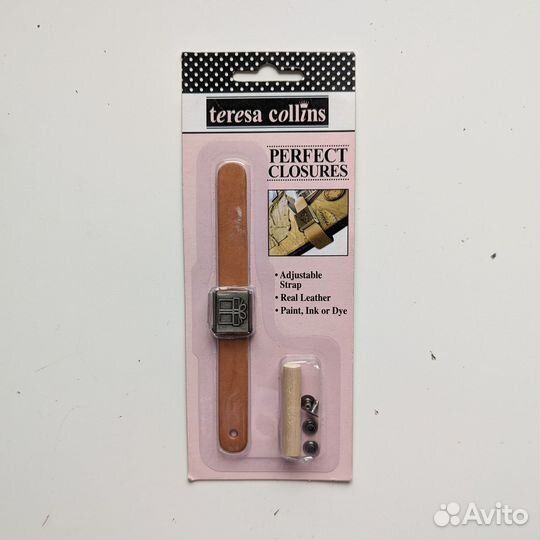 teresa collins
PERFECT
CLOSURES
• Adjustable
Strap
• Real Leather
• Paint, Ink or Dye
Avito